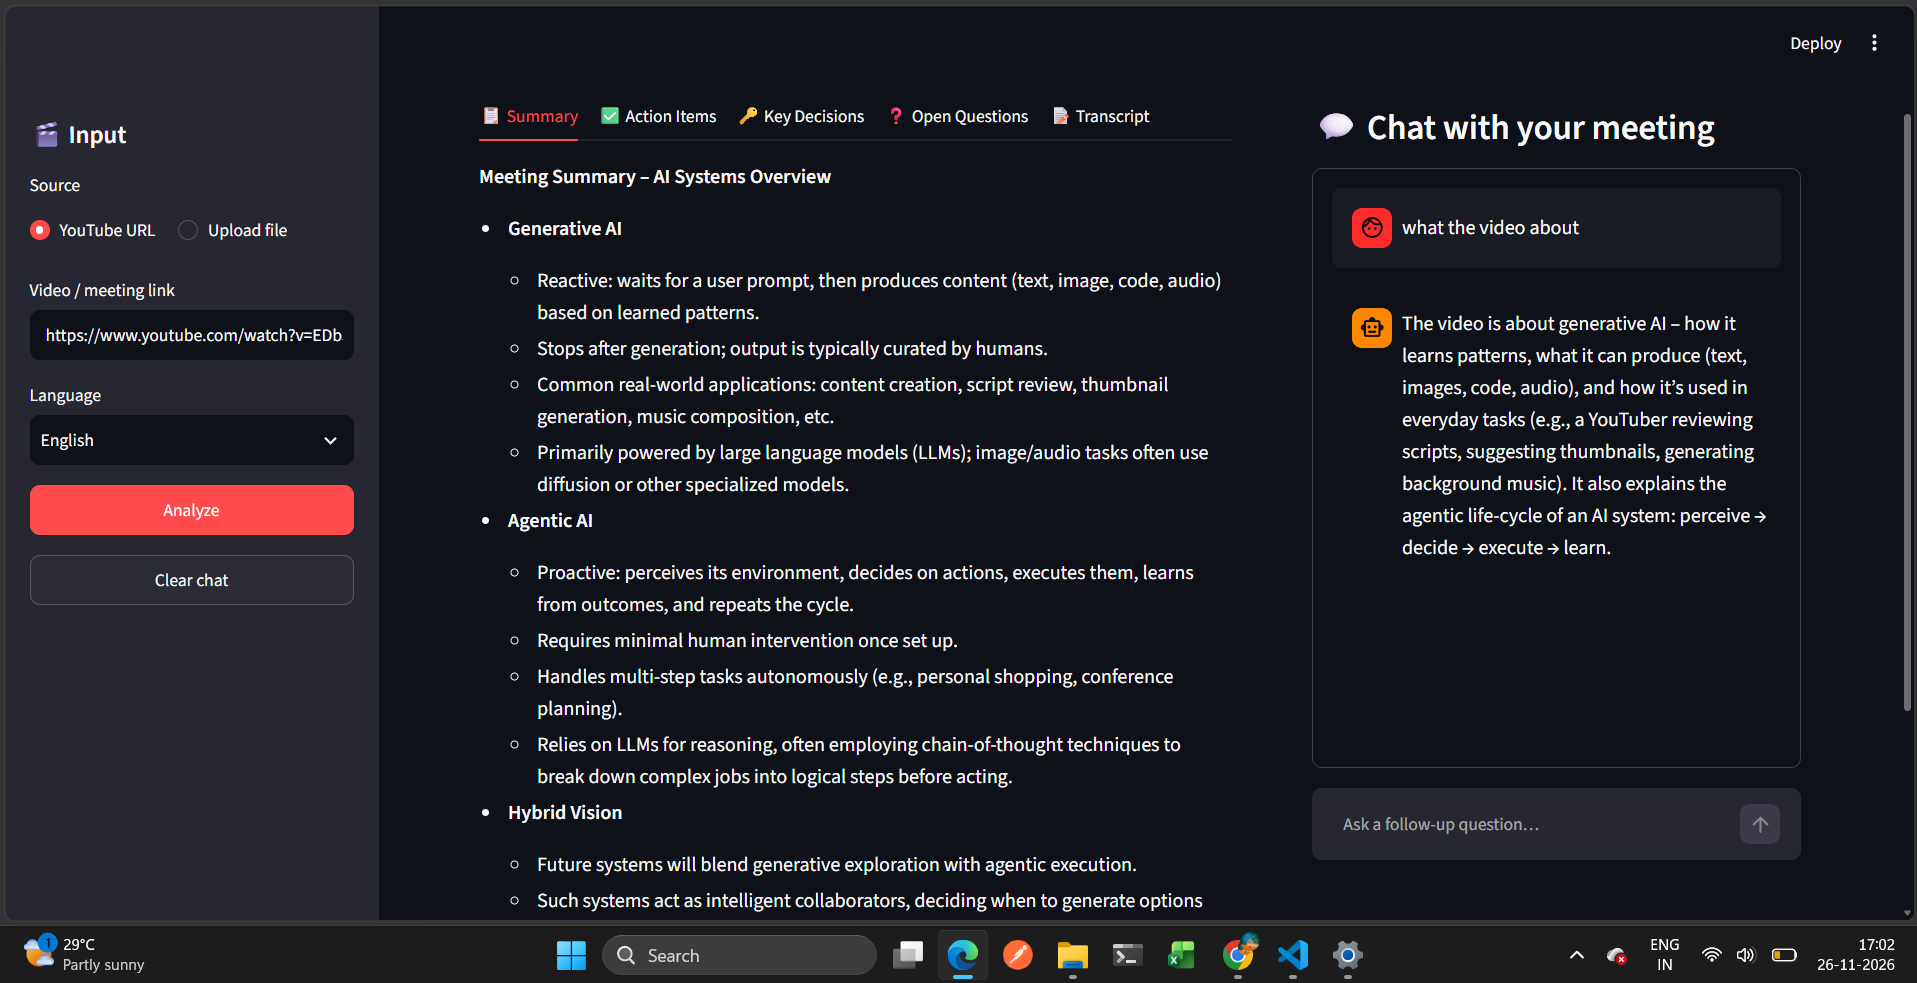 Deploy
Input
Source
YouTube URL
Upload file
Video / meeting link
https://www.youtube.com/watch?v=EDb
Language
English
Analyze
Clear chat
Summary
Action Items
Key Decisions
Open Questions
Transcript
Meeting Summary – AI Systems Overview
Generative AI
Reactive: waits for a user prompt, then produces content (text, image, code, audio)
based on learned patterns.
Stops after generation; output is typically curated by humans.
Common real-world applications: content creation, script review, thumbnail
generation, music composition, etc.
Primarily powered by large language models (LLMs); image/audio tasks often use
diffusion or other specialized models.
Agentic AI
Proactive: perceives its environment, decides on actions, executes them, learns
from outcomes, and repeats the cycle.
Requires minimal human intervention once set up.
Handles multi-step tasks autonomously (e.g., personal shopping, conference
planning).
Relies on LLMs for reasoning, often employing chain-of-thought techniques to
break down complex jobs into logical steps before acting.
Hybrid Vision
Future systems will blend generative exploration with agentic execution.
Such systems act as intelligent collaborators, deciding when to generate options
Chat with your meeting
what the video about
The video is about generative AI – how it
learns patterns, what it can produce (text,
images, code, audio), and how it's used in
everyday tasks (e.g., a YouTuber reviewing
scripts, suggesting thumbnails, generating
background music). It also explains the
agentic life-cycle of an AI system: perceive →
decide → execute → learn.
Ask a follow-up question…
1
29°C
Partly sunny
Search
ENG
IN
17:02
26-11-2026